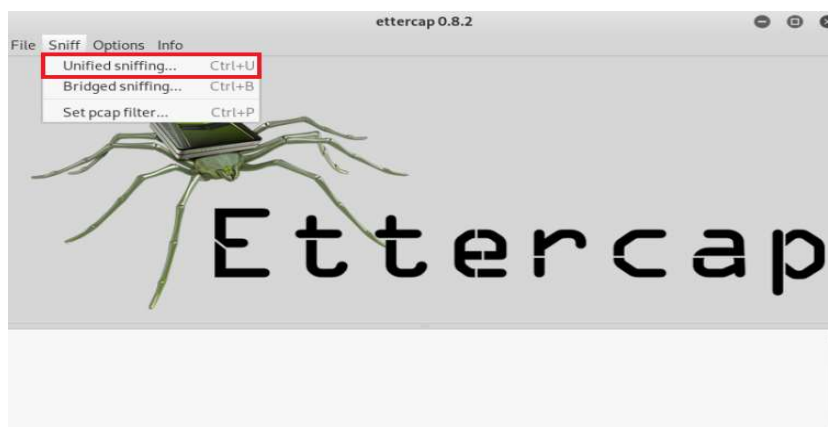 ettercap 0.8.2
File Sniff Options Info
Unified sniffing... Ctrl+U
Bridged sniffing... Ctrl+B
Set pcap filter... Ctrl+P
Ettercap